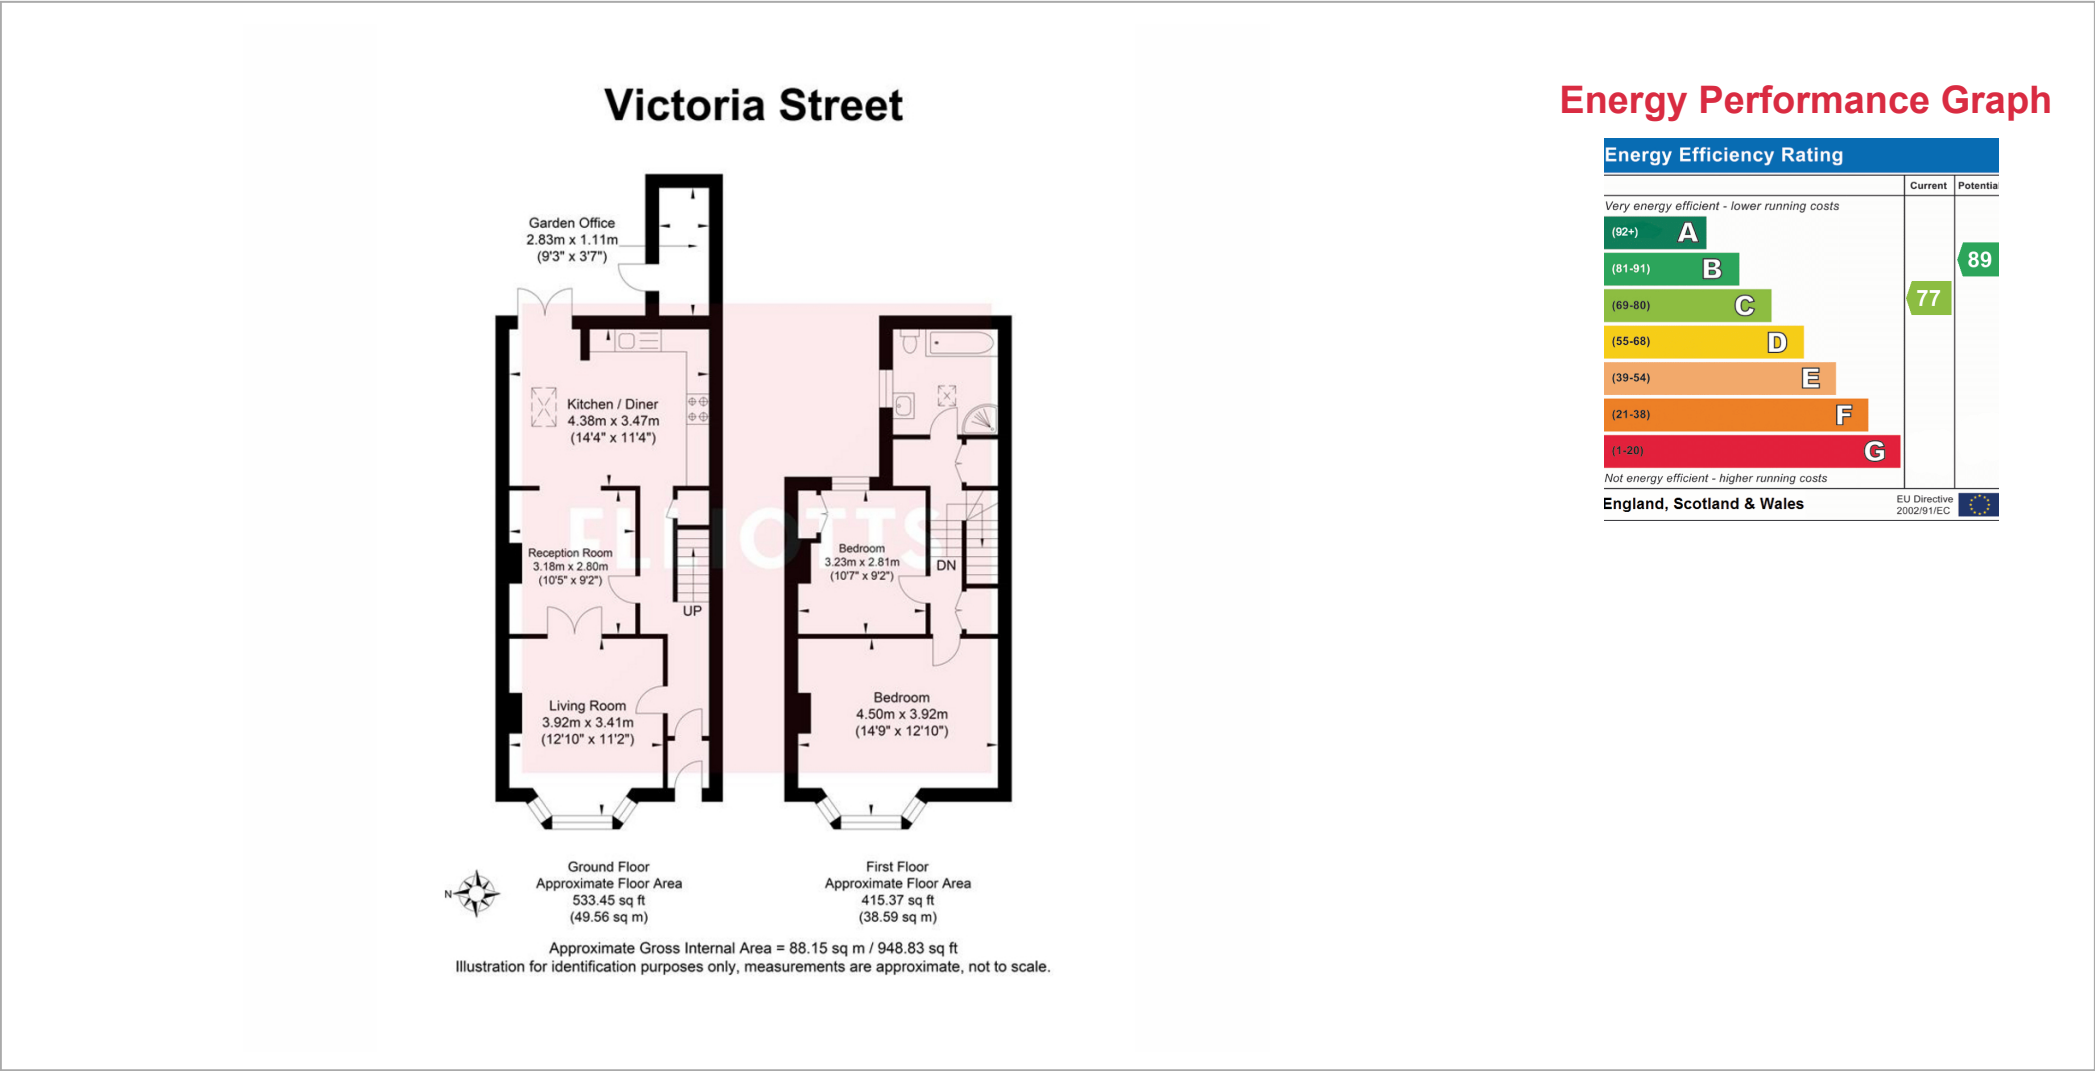 Victoria Street
Garden Office
2.83m x 1.11m
(9'3" x 3'7")
Kitchen / Diner
4.38m x 3.47m
(14'4" x 11'4")
ELLIOTTS
Reception Room
3.18m x 2.80m
(10'5" x 9'2")
UP
Living Room
3.92m x 3.41m
(12'10" x 11'2")
Bedroom
3.23m x 2.81m
(10'7" x 9'2")
DN
Bedroom
4.50m x 3.92m
(14'9" x 12'10")
N
Ground Floor
Approximate Floor Area
533.45 sq ft
(49.56 sq m)
First Floor
Approximate Floor Area
415.37 sq ft
(38.59 sq m)
Approximate Gross Internal Area = 88.15 sq m / 948.83 sq ft
Illustration for identification purposes only, measurements are approximate, not to scale.
Energy Performance Graph
Energy Efficiency Rating
Current Potentia
Very energy efficient - lower running costs
(92+) A
(81-91) B
(69-80) C
(55-68) D
(39-54) E
(21-38) F
(1-20) G
77
89
Not energy efficient - higher running costs
England, Scotland & Wales
EU Directive
2002/91/EC